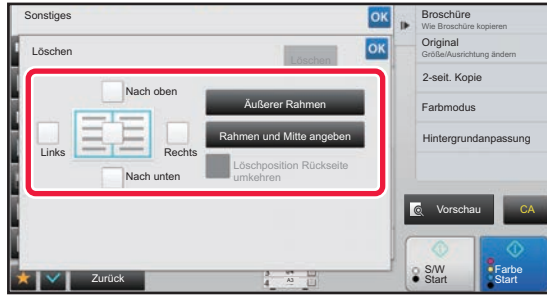 Sonstiges
OK
Löschen
OK
Löschen
Nach oben
Links
Rechts
Nach unten
Äußerer Rahmen
Rahmen und Mitte angeben
Löschposition Rückseite
umkehren
Zurück
Broschüre
Wie Broschüre kopieren
Original
Größe/Ausrichtung ändern
2-seit. Kopie
Farbmodus
Hintergrundanpassung
Vorschau
CA
S/W
Start
Farbe
Start
4
A3